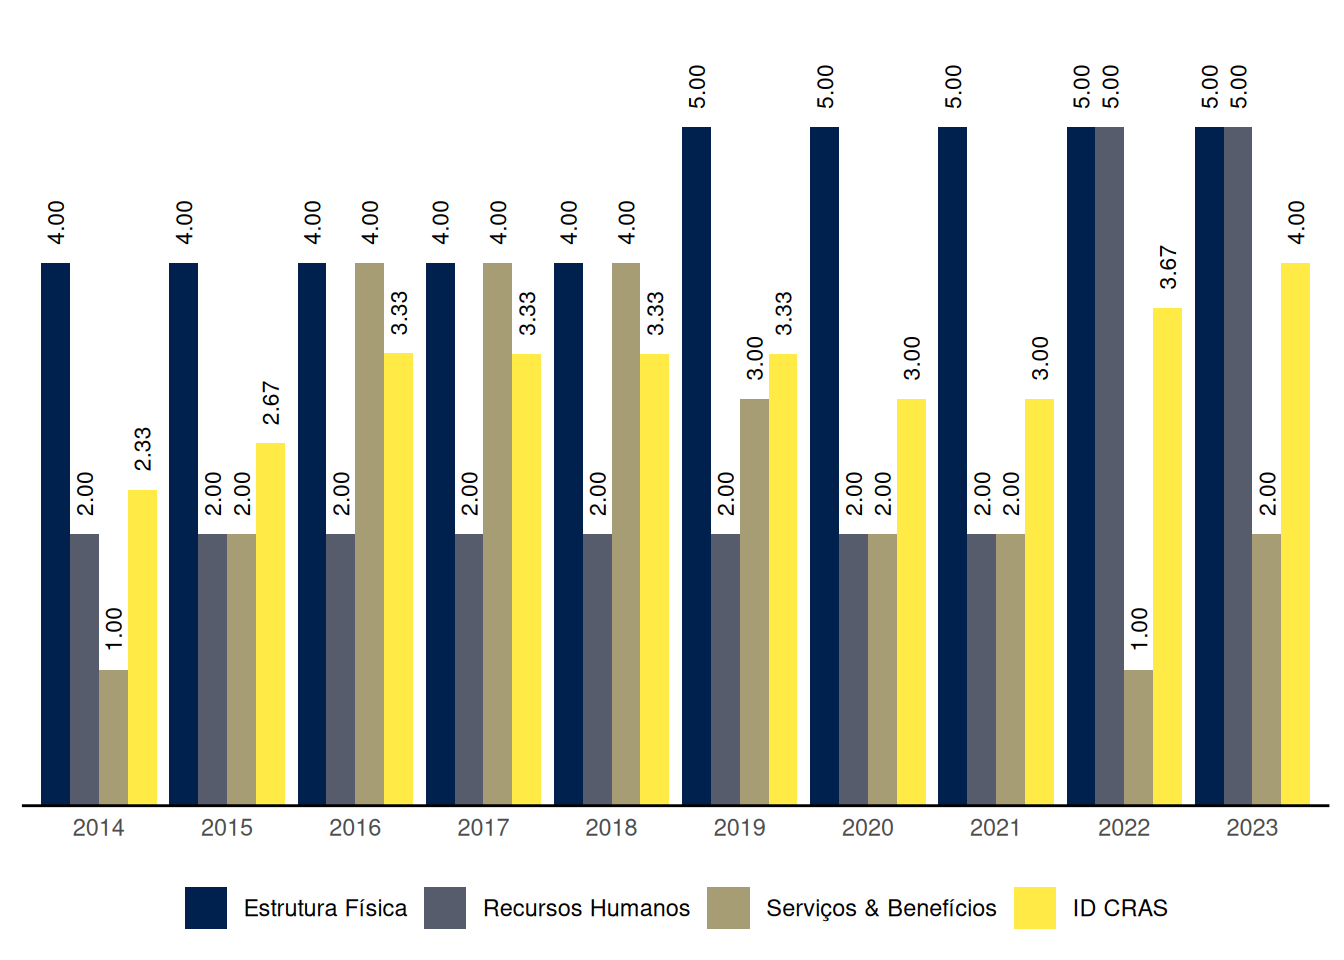 4.00 2.00 1.00 2.33 4.00 2.00 2.00 2.67 4.00 2.00 4.00 3.33 4.00 2.00 4.00 3.33 4.00 2.00 4.00 3.33 5.00 2.00 3.00 3.33 5.00 2.00 2.00 3.00 5.00 2.00 2.00 3.00 5.00 5.00 1.00 3.67 5.00 5.00 2.00 4.00
2014 2015 2016 2017 2018 2019 2020 2021 2022 2023
Estrutura Física Recursos Humanos Serviços & Benefícios ID CRAS